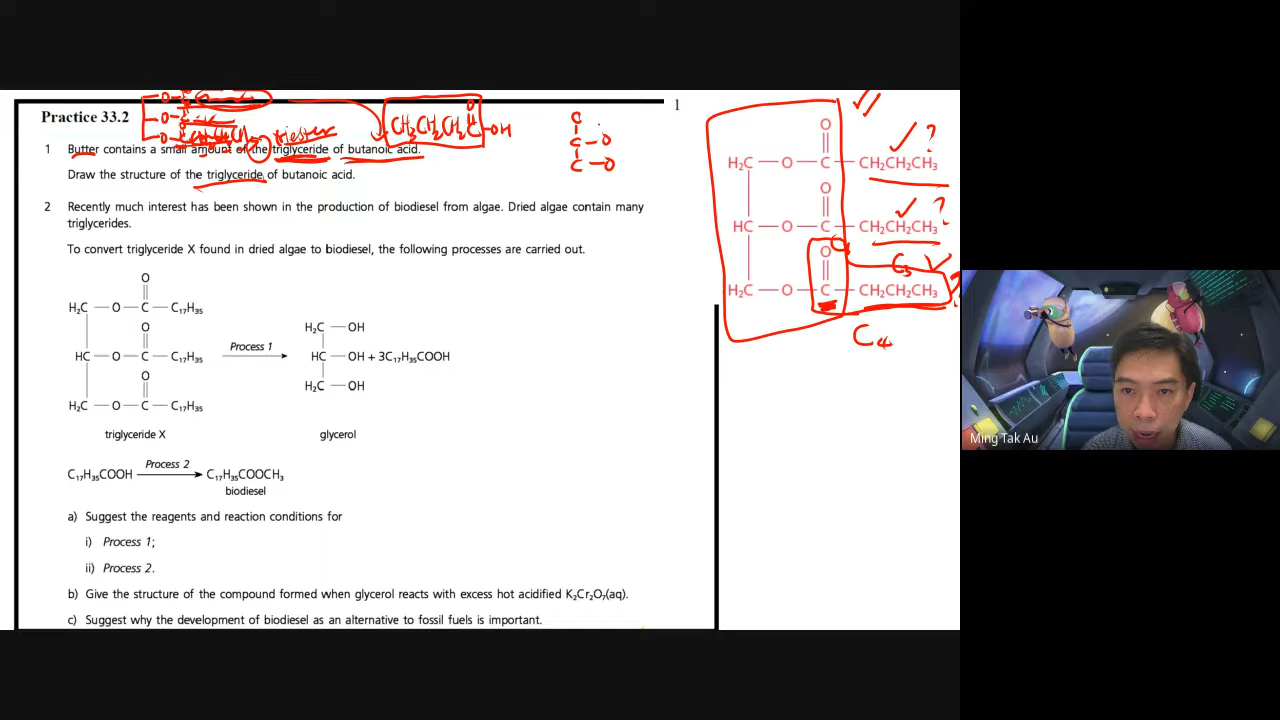 Practice 33.2
1 Butter contains a small amount of the triglyceride of butanoic acid.
Draw the structure of the triglyceride of butanoic acid.
2 Recently much interest has been shown in the production of biodiesel from algae. Dried algae contain many
triglycerides.
To convert triglyceride X found in dried algae to biodiesel, the following processes are carried out.
O
H₂C — O — C — C₁₇H₃₅
O
HC — O — C — C₁₇H₃₅
O
H₂C — O — C — C₁₇H₃₅
triglyceride X
Process 1
H₂C — OH
HC — OH + 3C₁₇H₃₅COOH
H₂C — OH
glycerol
C₁₇H₃₅COOH Process 2 C₁₇H₃₅COOCH₃
biodiesel
a) Suggest the reagents and reaction conditions for
i) Process 1;
ii) Process 2.
b) Give the structure of the compound formed when glycerol reacts with excess hot acidified K₂Cr₂O₇(aq).
c) Suggest why the development of biodiesel as an alternative to fossil fuels is important.
O
O
O
triester
O
CH₃CH₂CH₂C-OH
C
C-O
C-O
1
O
H₂C — O — C — CH₂CH₂CH₃ ?
O
HC — O — C — CH₂CH₂CH₃ ?
O
H₂C — O — C — CH₂CH₂CH₃ ?
C₃
C₄
Ming Tak Au